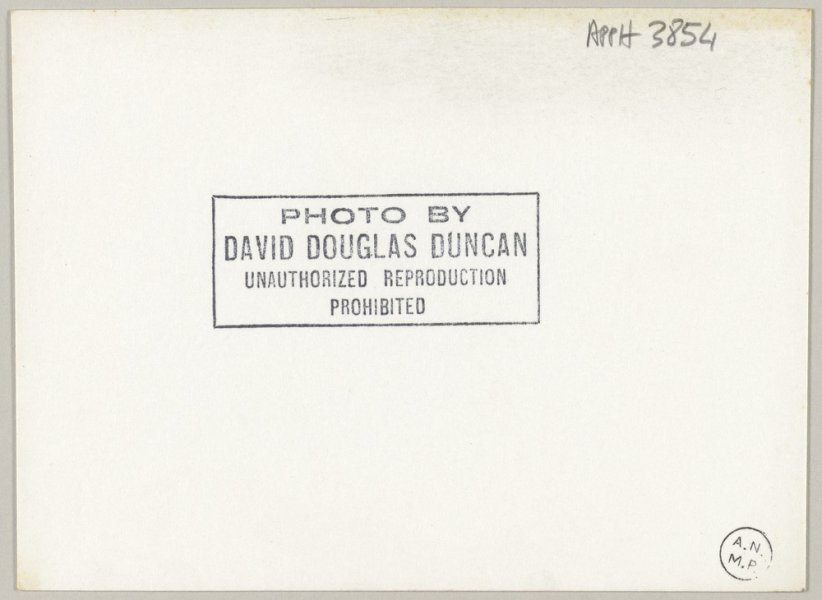 APPH 3854
PHOTO BY
DAVID DOUGLAS DUNCAN
UNAUTHORIZED REPRODUCTION
PROHIBITED
A.N.
M.P.